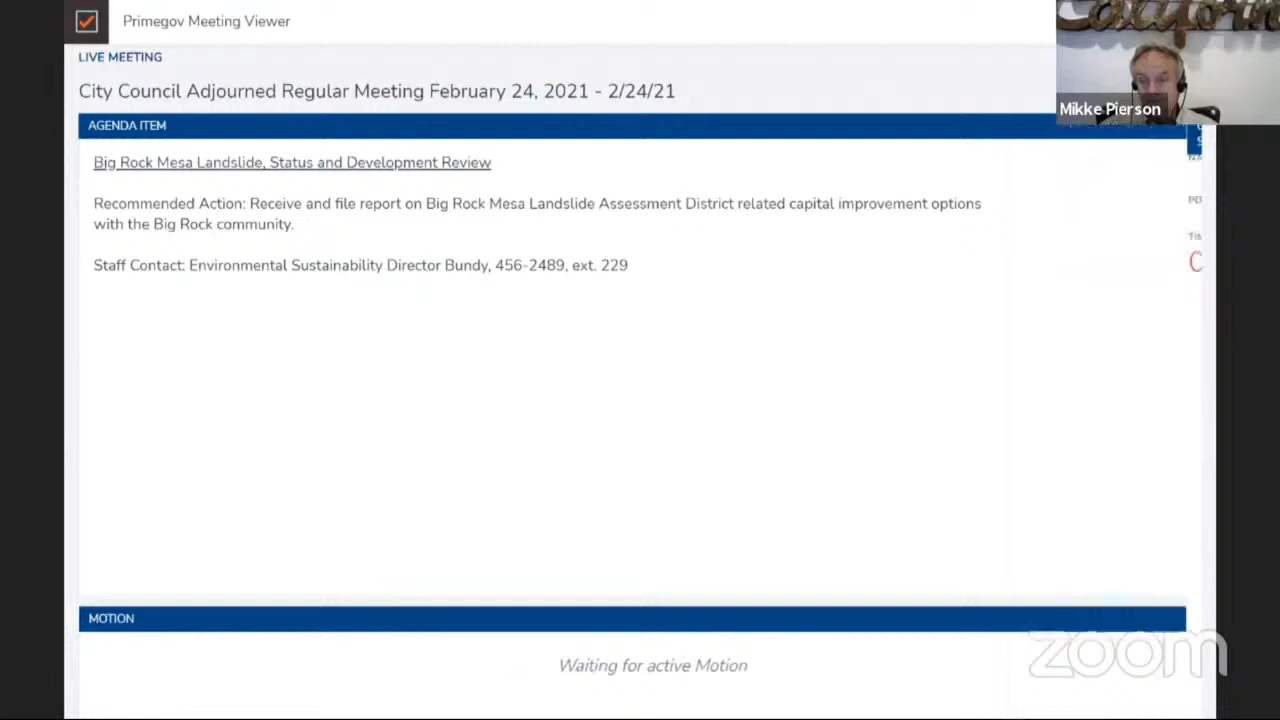 Primegov Meeting Viewer
Californ
LIVE MEETING
City Council Adjourned Regular Meeting February 24, 2021 - 2/24/21
Mikke Pierson
AGENDA ITEM
Big Rock Mesa Landslide, Status and Development Review
Recommended Action: Receive and file report on Big Rock Mesa Landslide Assessment District related capital improvement options
with the Big Rock community.
Staff Contact: Environmental Sustainability Director Bundy, 456-2489, ext. 229
MOTION
Waiting for active Motion
zoom